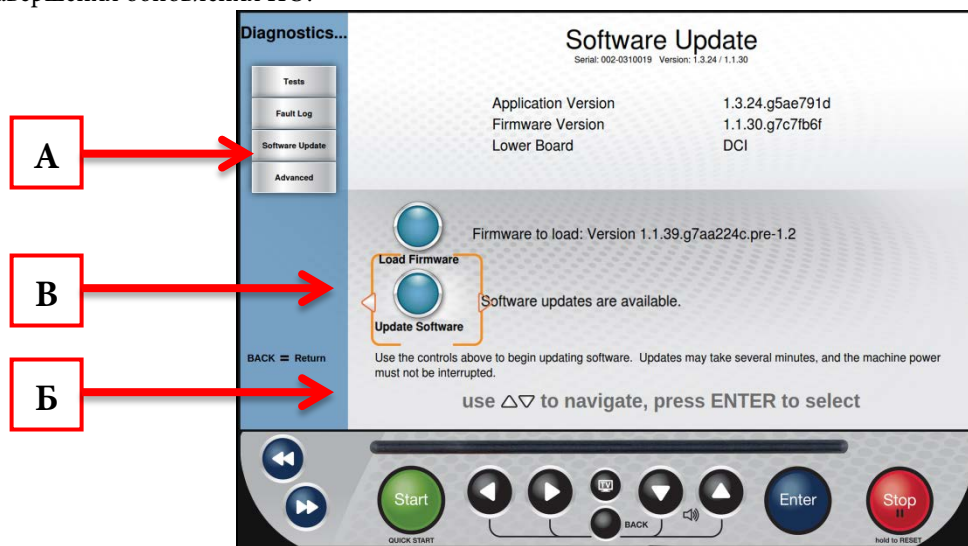 Diagnostics...
Software Update
Serial: 002-0310019 Version: 1.3.24 / 1.1.30
Tests
Fault Log
Software Update
Advanced
Application Version 1.3.24.g5ae791d
Firmware Version 1.1.30.g7c7fb6f
Lower Board DCI
А
Firmware to load: Version 1.1.39.g7aa224c.pre-1.2
Load Firmware
В
Software updates are available.
Update Software
BACK = Return
Use the controls above to begin updating software. Updates may take several minutes, and the machine power
must not be interrupted.
Б
use △▽ to navigate, press ENTER to select
Start
TV
BACK
Enter
Stop
QUICK START
hold to RESET